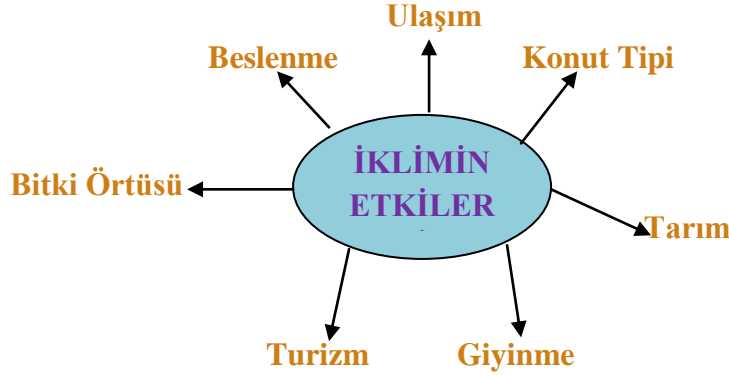 Ulaşım
Beslenme
Konut Tipi
İKLİMİN
ETKİLER
Bitki Örtüsü
Tarım
Turizm
Giyinme